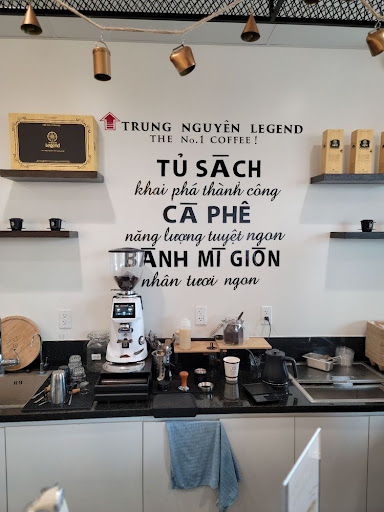 TRUNG NGUYÊN LEGEND
THE No.1 COFFEE!
TỦ SÁCH
khai phá thành công
CÀ PHÊ
năng lượng tuyệt ngon
BÁNH MÌ GIÒN
nhân tươi ngon
Legend